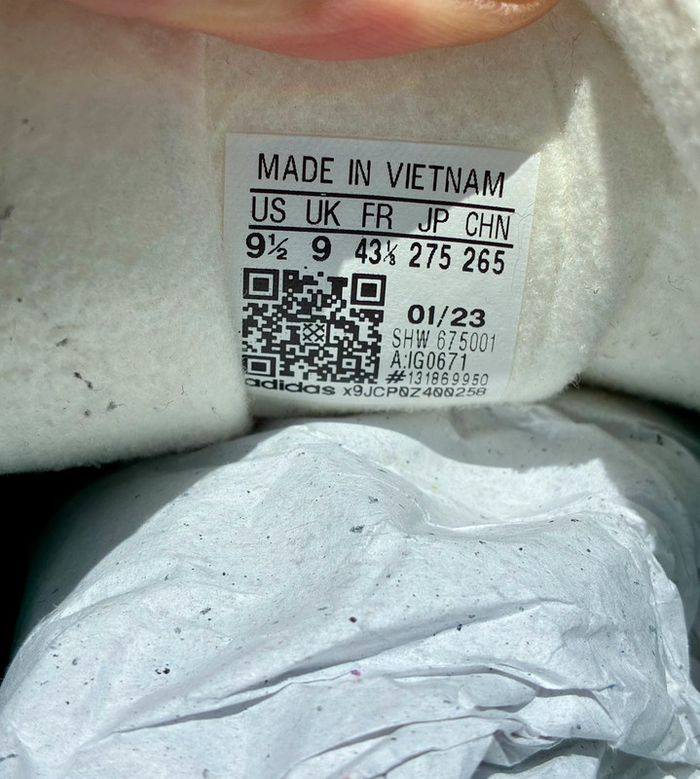 MADE IN VIETNAM
US UK FR JP CHN
9½ 9 43⅓ 275 265
01/23
SHW 675001
A:IG0671
#131869950
adidas x9JCP0Z400258